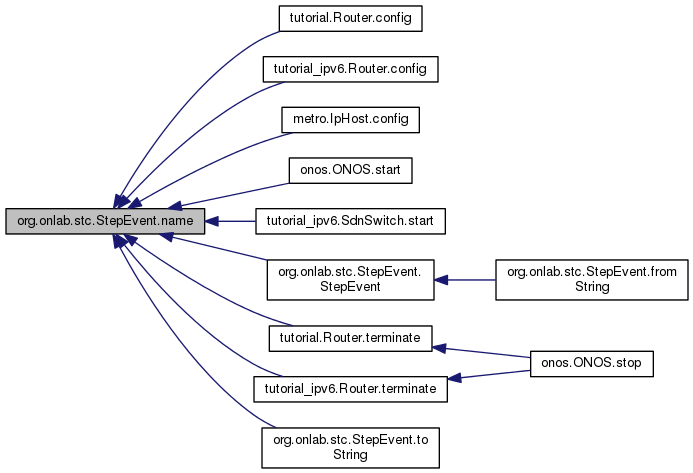 tutorial.Router.config
tutorial_ipv6.Router.config
metro.IpHost.config
onos.ONOS.start
org.onlab.stc.StepEvent.name
tutorial_ipv6.SdnSwitch.start
org.onlab.stc.StepEvent.
StepEvent
org.onlab.stc.StepEvent.from
String
tutorial.Router.terminate
onos.ONOS.stop
tutorial_ipv6.Router.terminate
org.onlab.stc.StepEvent.to
String